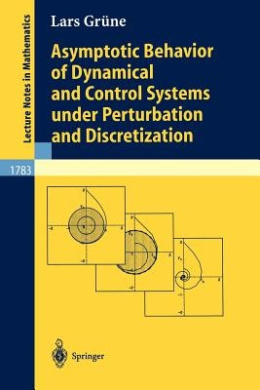 Lars Grüne
Asymptotic Behavior
of Dynamical
and Control Systems
under Perturbation
and Discretization
Lecture Notes in Mathematics
1783
Springer